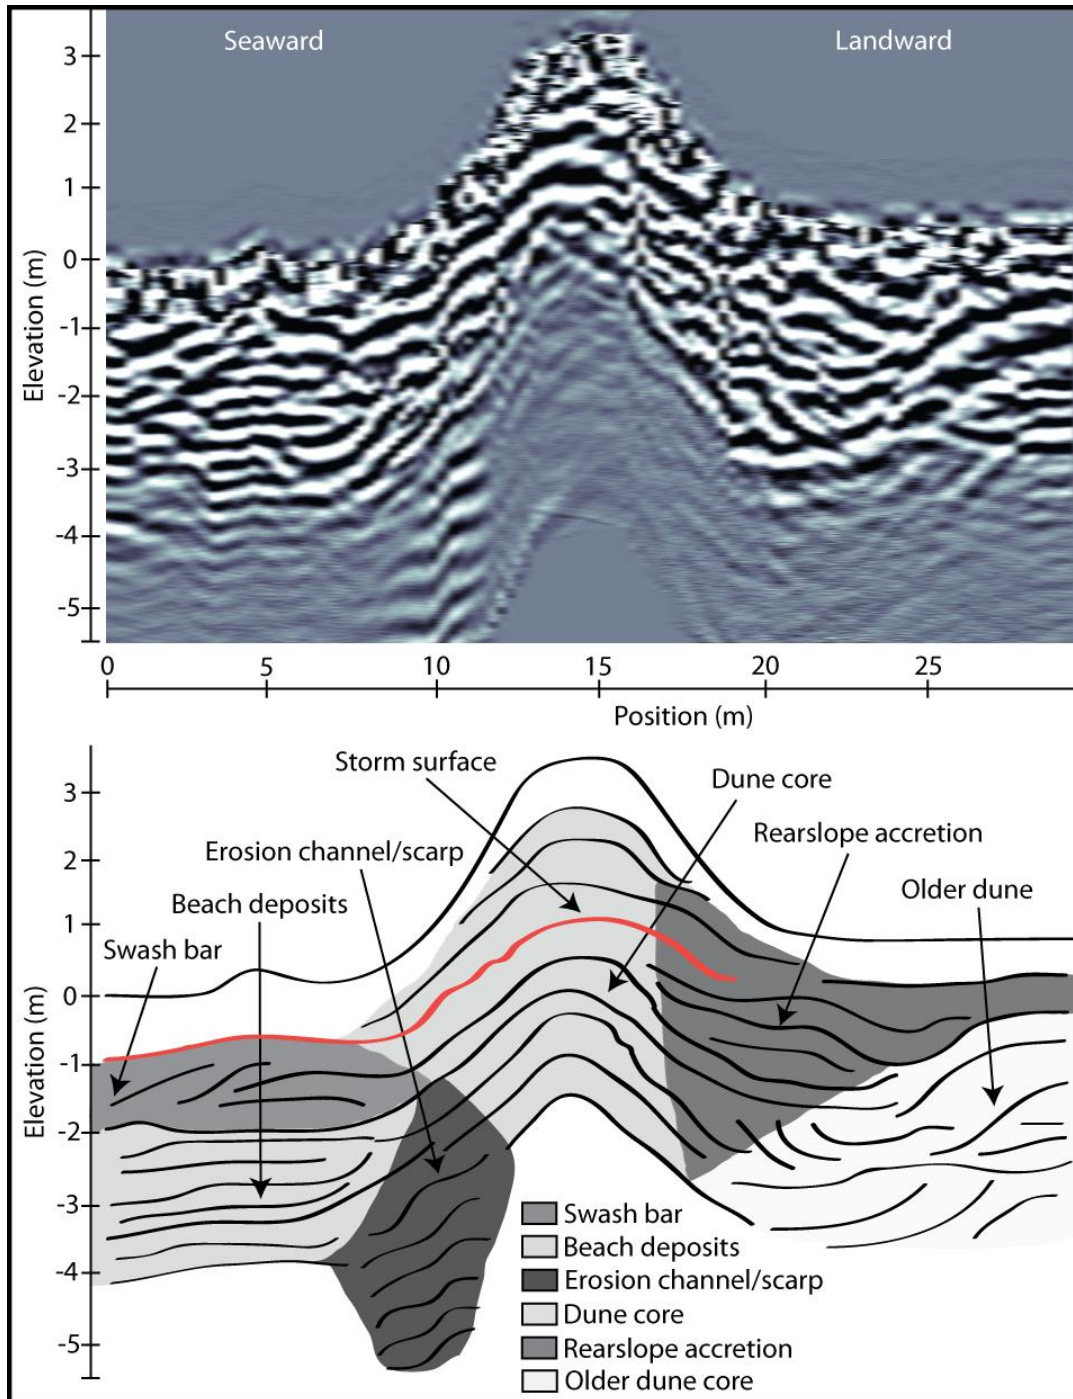 Seaward
Landward
3
2
1
0
-1
-2
-3
-4
-5
Elevation (m)
0 5 10 15 20 25
Position (m)
Storm surface
Dune core
Erosion channel/scarp
Rearslope accretion
Beach deposits
Older dune
Swash bar
3
2
1
0
-1
-2
-3
-4
-5
Elevation (m)
Swash bar
Beach deposits
Erosion channel/scarp
Dune core
Rearslope accretion
Older dune core